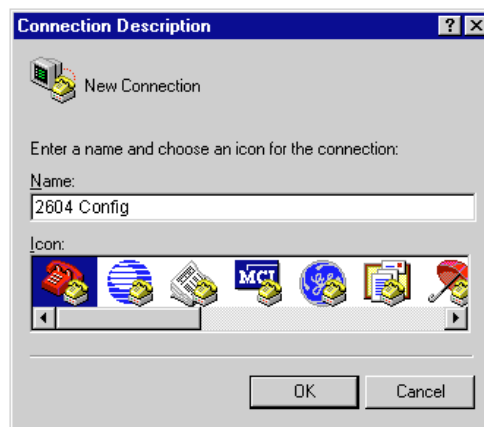 Connection Description
New Connection
Enter a name and choose an icon for the connection:
Name:
2604 Config
Icon:
MCI
OK
Cancel